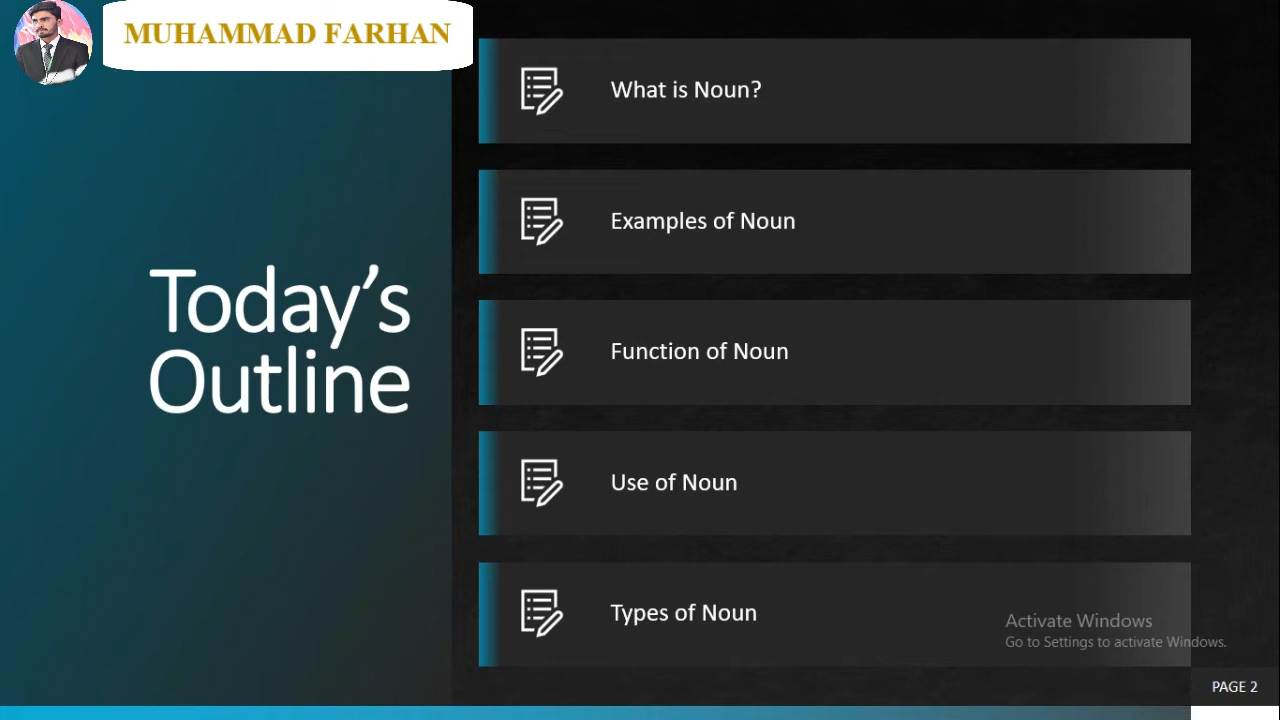 MUHAMMAD FARHAN
Today's
Outline
What is Noun?
Examples of Noun
Function of Noun
Use of Noun
Types of Noun
Activate Windows
Go to Settings to activate Windows.
PAGE 2